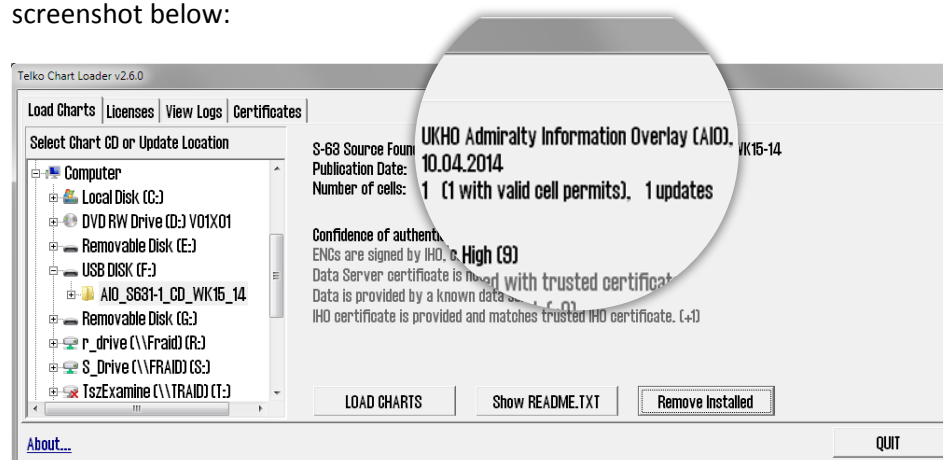 screenshot below:
Telko Chart Loader v2.6.0
Load Charts Licenses View Logs Certificates
Select Chart CD or Update Location
Computer
Local Disk (C:)
DVD RW Drive (D:) V01X01
Removable Disk (E:)
USB DISK (F:)
AIO_S631-1_CD_WK15_14
Removable Disk (G:)
r_drive (\\Fraid) (R:)
S_Drive (\\FRAID) (S:)
TszExamine (\\TRAID) (T:)
S-63 Source Foun
UKHO Admiralty Information Overlay (AIO),
WK15-14
Publication Date:
10.04.2014
Number of cells:
1 (1 with valid cell permits), 1 updates
Confidence of authenti
High (9)
ENCs are signed by IHO,
Data Server certificate is
ed with trusted certifica
Data is provided by a known data
IHO certificate is provided and matches trusted IHO certificate. (+1)
LOAD CHARTS Show README.TXT Remove Installed
About...
QUIT